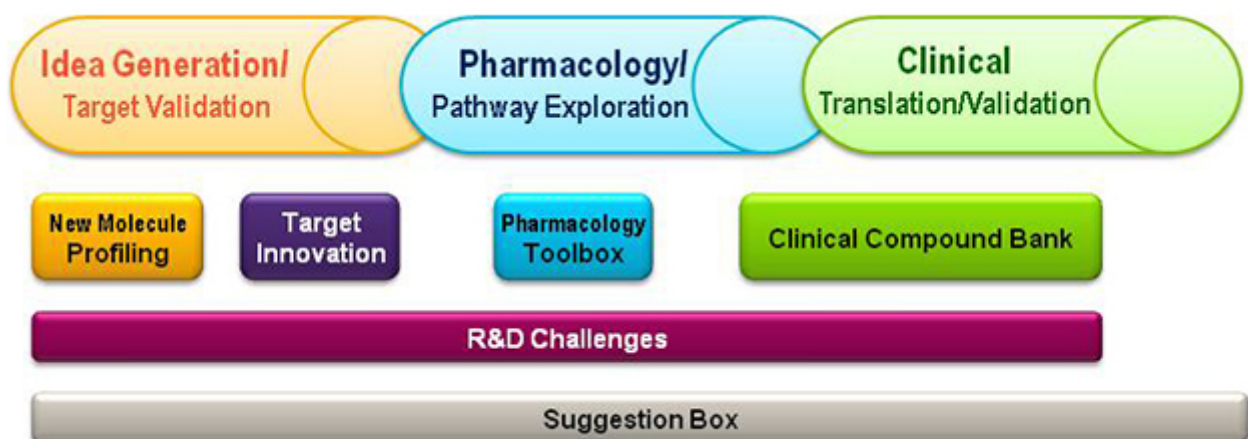 Idea Generation/
Target Validation
Pharmacology/
Pathway Exploration
Clinical
Translation/Validation
New Molecule
Profiling
Target
Innovation
Pharmacology
Toolbox
Clinical Compound Bank
R&D Challenges
Suggestion Box